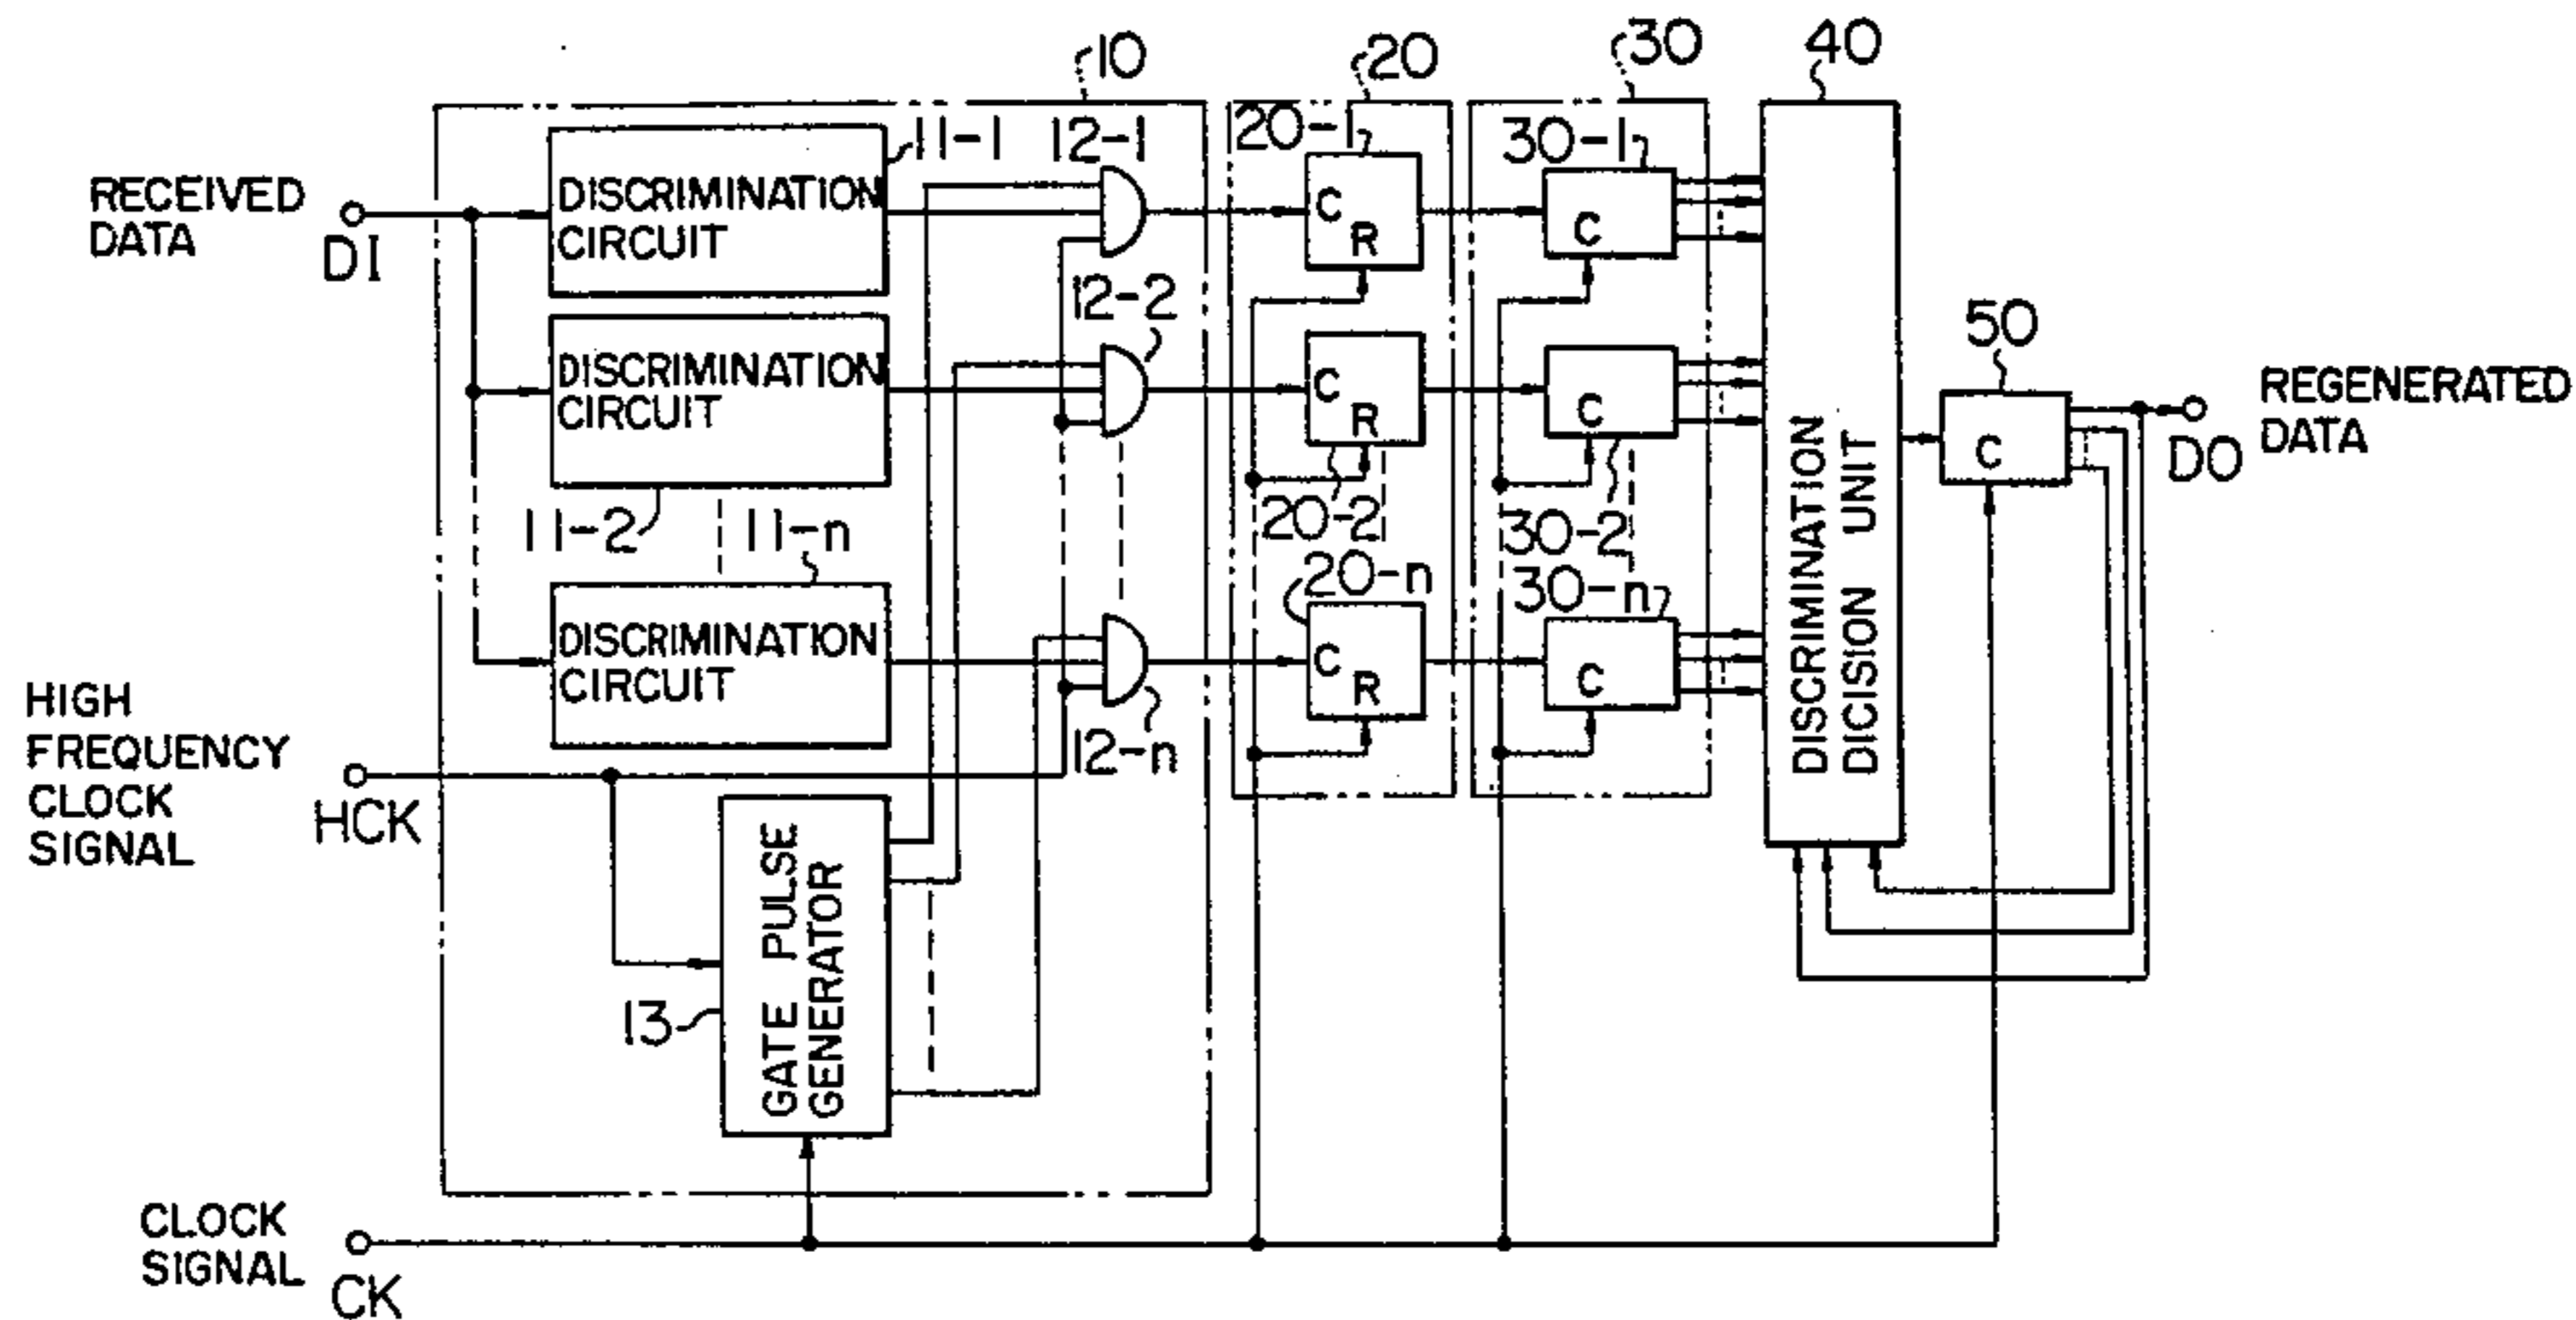 10
20
30
40
11-1
12-1
20-1
30-1
RECEIVED
DATA
DI
DISCRIMINATION
CIRCUIT
C
R
C
12-2
50
DISCRIMINATION
CIRCUIT
C
R
C
C
REGENERATED
DATA
DO
11-2
11-n
20-2
30-2
20-n
30-n
DISCRIMINATION
DICISION UNIT
DISCRIMINATION
CIRCUIT
C
R
C
12-n
HIGH
FREQUENCY
CLOCK
SIGNAL
HCK
13
GATE PULSE
GENERATOR
CLOCK
SIGNAL
CK